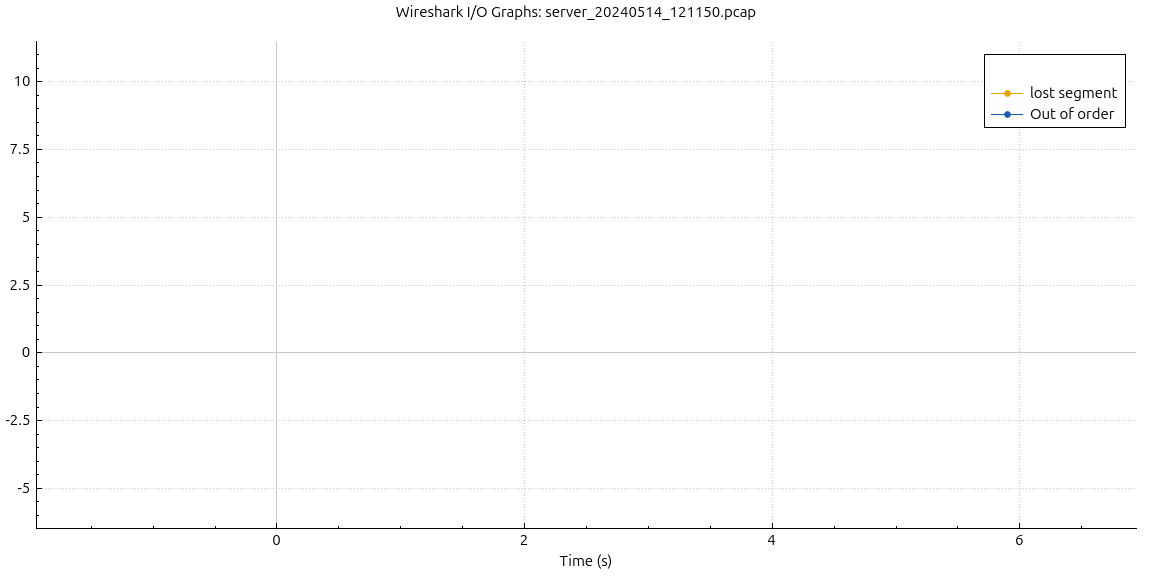 Wireshark I/O Graphs: server_20240514_121150.pcap
lost segment
Out of order
10
7.5
5
2.5
0
-2.5
-5
0 2 4 6
Time (s)